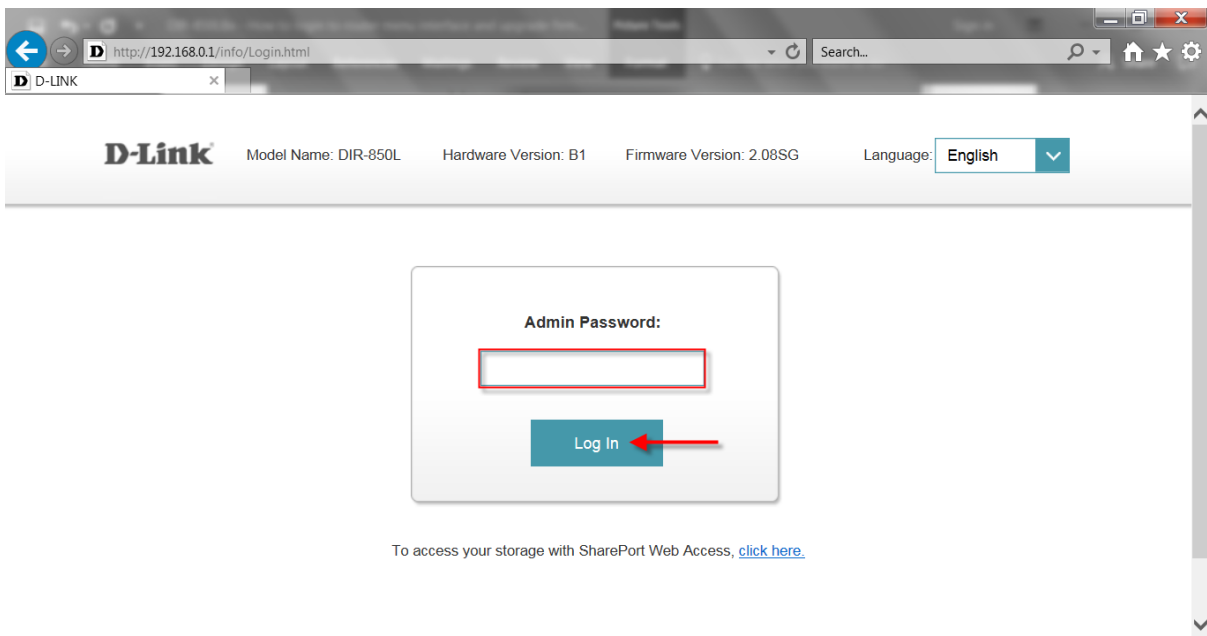 http://192.168.0.1/info/Login.html
Search...
D-LINK
D-Link
Model Name: DIR-850L
Hardware Version: B1
Firmware Version: 2.08SG
Language:
English
Admin Password:
Log In
To access your storage with SharePort Web Access, click here.